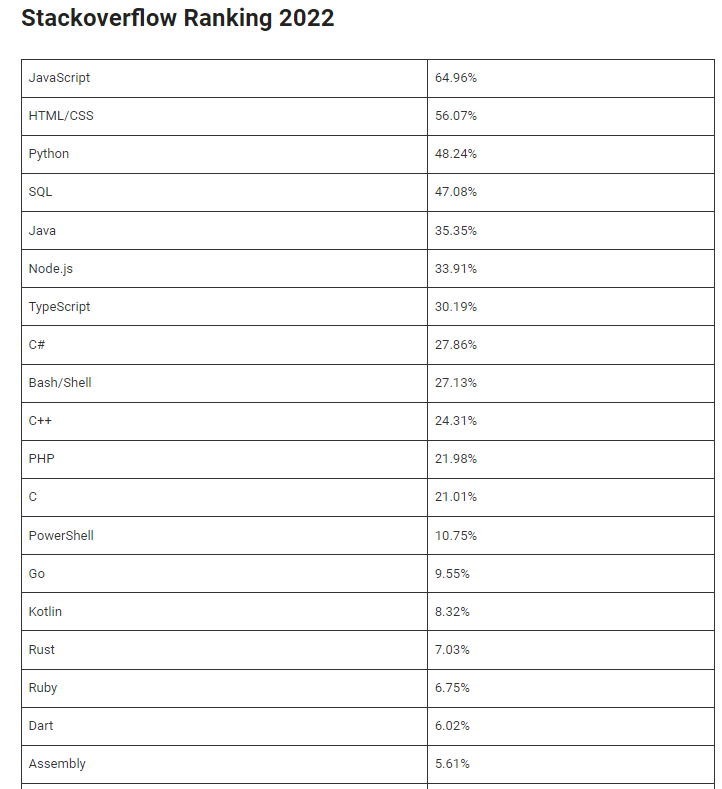 Stackoverflow Ranking 2022
JavaScript 64.96%
HTML/CSS 56.07%
Python 48.24%
SQL 47.08%
Java 35.35%
Node.js 33.91%
TypeScript 30.19%
C# 27.86%
Bash/Shell 27.13%
C++ 24.31%
PHP 21.98%
C 21.01%
PowerShell 10.75%
Go 9.55%
Kotlin 8.32%
Rust 7.03%
Ruby 6.75%
Dart 6.02%
Assembly 5.61%